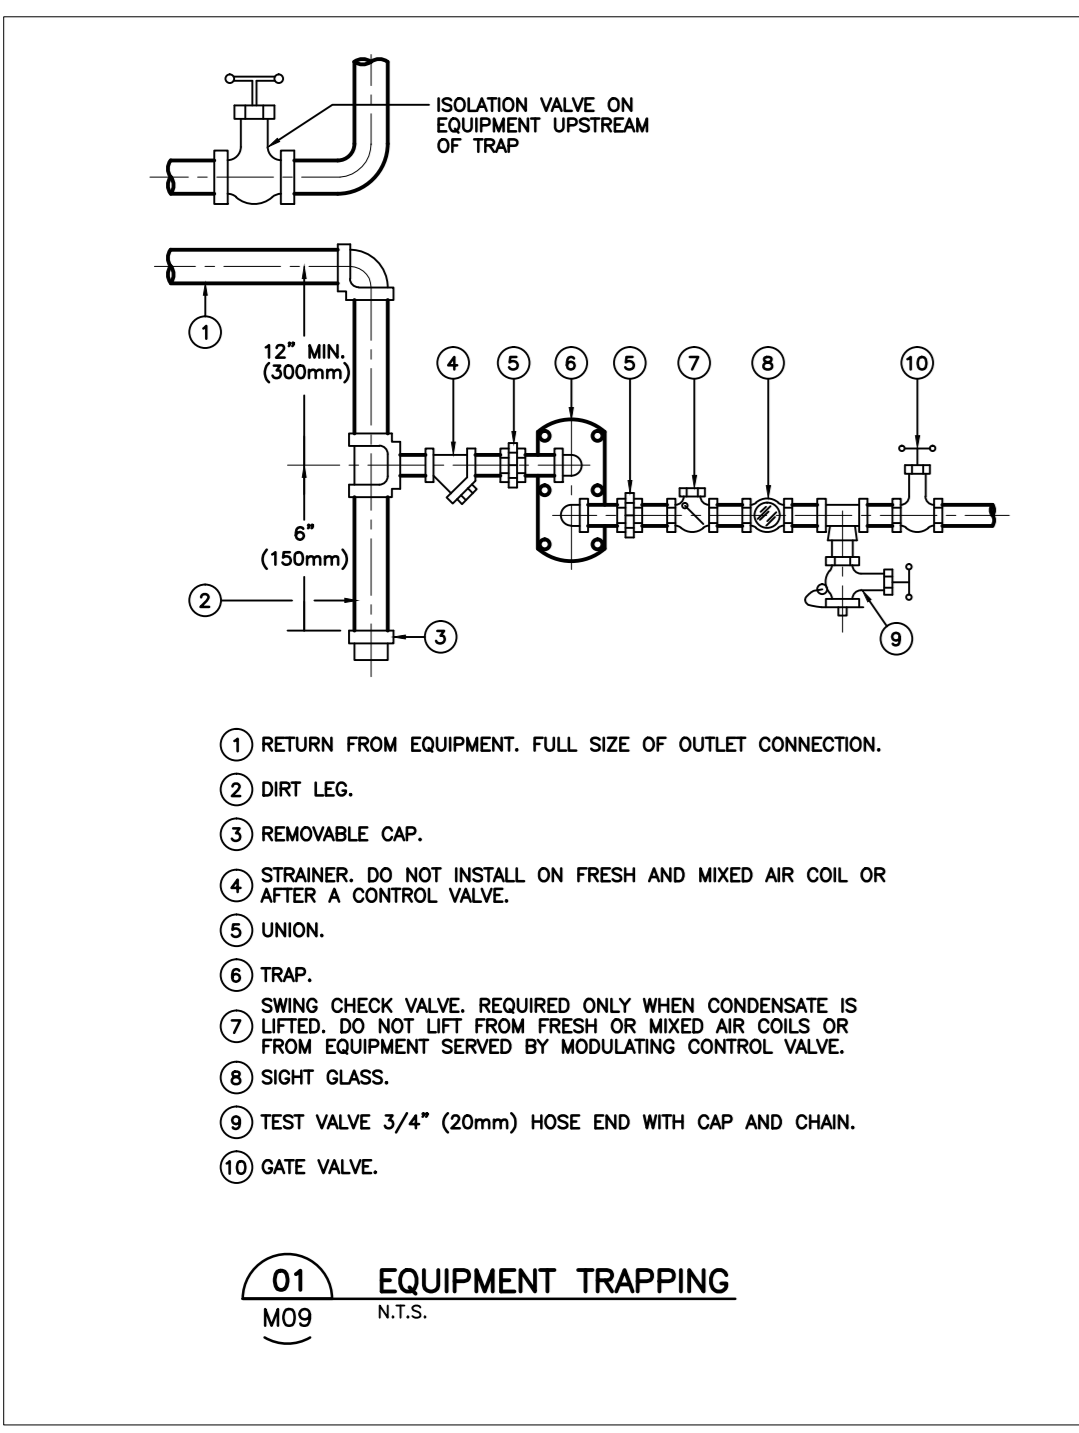 ISOLATION VALVE ON
EQUIPMENT UPSTREAM
OF TRAP
1
12" MIN.
(300mm)
4
5
6
5
7
8
10
6"
(150mm)
2
3
9
1 RETURN FROM EQUIPMENT. FULL SIZE OF OUTLET CONNECTION.
2 DIRT LEG.
3 REMOVABLE CAP.
4 STRAINER. DO NOT INSTALL ON FRESH AND MIXED AIR COIL OR
AFTER A CONTROL VALVE.
5 UNION.
6 TRAP.
SWING CHECK VALVE. REQUIRED ONLY WHEN CONDENSATE IS
7 LIFTED. DO NOT LIFT FROM FRESH OR MIXED AIR COILS OR
FROM EQUIPMENT SERVED BY MODULATING CONTROL VALVE.
8 SIGHT GLASS.
9 TEST VALVE 3/4" (20mm) HOSE END WITH CAP AND CHAIN.
10 GATE VALVE.
01 EQUIPMENT TRAPPING
M09 N.T.S.